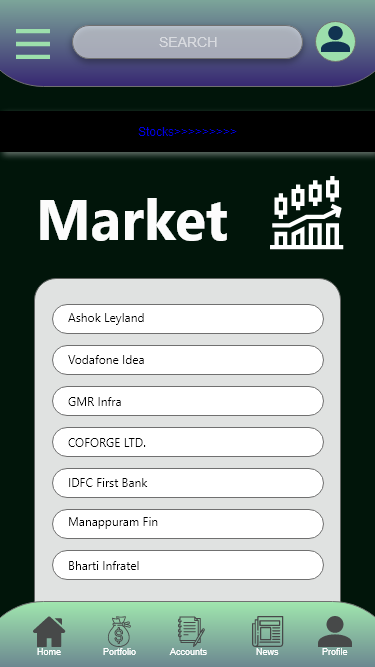 SEARCH
Stocks>>>>>>>>>
Market
Ashok Leyland
Vodafone Idea
GMR Infra
COFORGE LTD.
IDFC First Bank
Manappuram Fin
Bharti Infratel
Home Portfolio Accounts News Profile